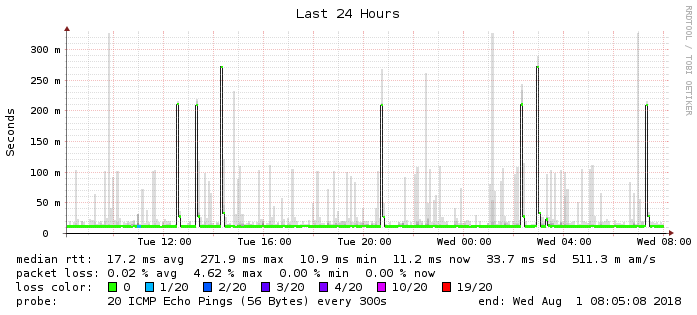 Last 24 Hours
RRDTOOL / TOBI OETIKER
Seconds
300 m
250 m
200 m
150 m
100 m
50 m
0
Tue 12:00 Tue 16:00 Tue 20:00 Wed 00:00 Wed 04:00 Wed 08:00
median rtt: 17.2 ms avg 271.9 ms max 10.9 ms min 11.2 ms now 33.7 ms sd 511.3 m am/s
packet loss: 0.02 % avg 4.62 % max 0.00 % min 0.00 % now
loss color: 0 1/20 2/20 3/20 4/20 10/20 19/20
probe: 20 ICMP Echo Pings (56 Bytes) every 300s end: Wed Aug 1 08:05:08 2018